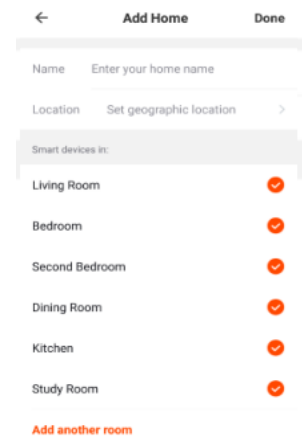 Add Home Done
Name Enter your home name
Location Set geographic location
Smart devices in:
Living Room
Bedroom
Second Bedroom
Dining Room
Kitchen
Study Room
Add another room